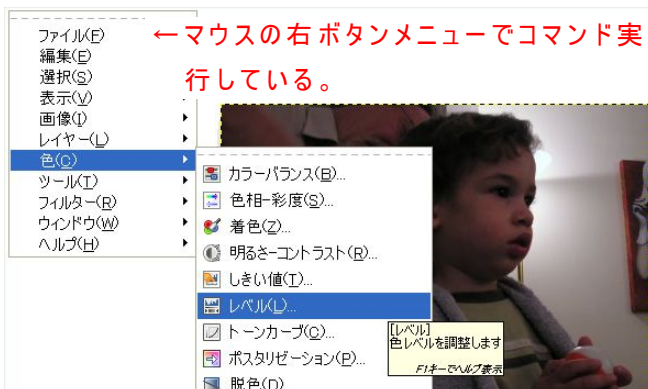 ファイル(F)
←マウスの右ボタンメニューでコマンド実
行している。
編集(E)
選択(S)
表示(V)
画像(I)
レイヤー(L)
色(C)
ツール(T)
フィルター(R)
ウィンドウ(W)
ヘルプ(H)
カラーバランス(B)...
色相-彩度(S)...
着色(Z)...
明るさ-コントラスト(R)...
しきい値(T)...
レベル(L)...
トーンカーブ(C)...
ポスタリゼーション(P)...
脱色(D)
[レベル]
色レベルを調整します
F1キーでヘルプ表示